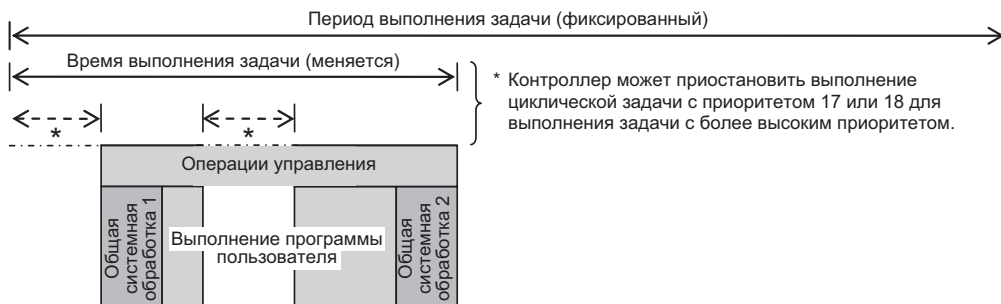 Период выполнения задачи (фиксированный)
Время выполнения задачи (меняется)
* Контроллер может приостановить выполнение
циклической задачи с приоритетом 17 или 18 для
выполнения задачи с более высоким приоритетом.
*
*
Операции управления
Общая
системная
обработка 1
Выполнение программы
пользователя
Общая
системная
обработка 2